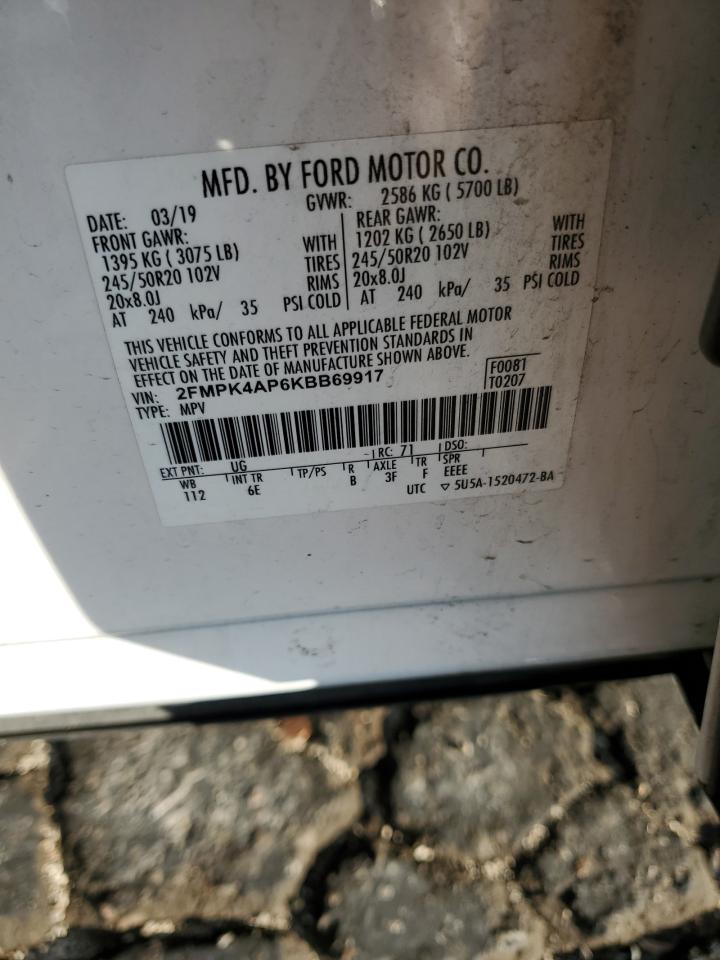 MFD. BY FORD MOTOR CO.
DATE: 03/19 GVWR: 2586 KG ( 5700 LB)
FRONT GAWR: REAR GAWR:
1395 KG ( 3075 LB) WITH 1202 KG ( 2650 LB) WITH
245/50R20 102V TIRES 245/50R20 102V TIRES
20x8.0J RIMS 20x8.0J RIMS
AT 240 kPa/ 35 PSI COLD AT 240 kPa/ 35 PSI COLD
THIS VEHICLE CONFORMS TO ALL APPLICABLE FEDERAL MOTOR
VEHICLE SAFETY AND THEFT PREVENTION STANDARDS IN
EFFECT ON THE DATE OF MANUFACTURE SHOWN ABOVE.
VIN: 2FMPK4AP6KBB69917 F0081
TYPE: MPV T0207
EXT PNT: UG RC: 71 DSO:
WB INT TR TP/PS R AXLE TR SPR
112 6E B 3F F EEEE
UTC ▽ 5U5A-1520472-BA